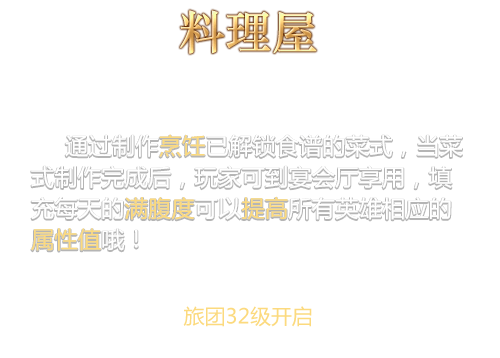 料理屋
通过制作烹饪已解锁食谱的菜式，当菜
式制作完成后，玩家可到宴会厅享用，填
充每天的满腹度可以提高所有英雄相应的
属性值哦！
旅团32级开启